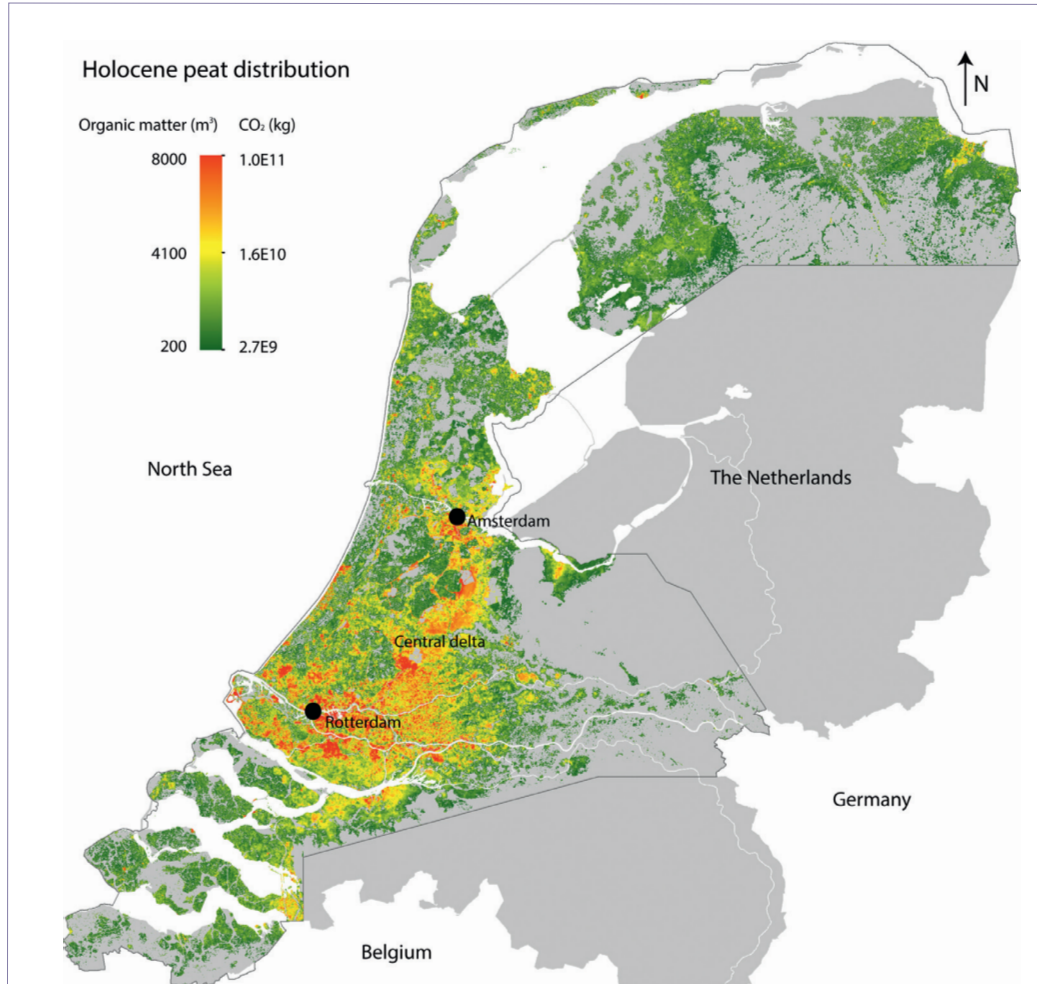 Holocene peat distribution
N
Organic matter (m³) CO₂ (kg)
8000 1.0E11
4100 1.6E10
200 2.7E9
North Sea
The Netherlands
Amsterdam
Central delta
Rotterdam
Germany
Belgium